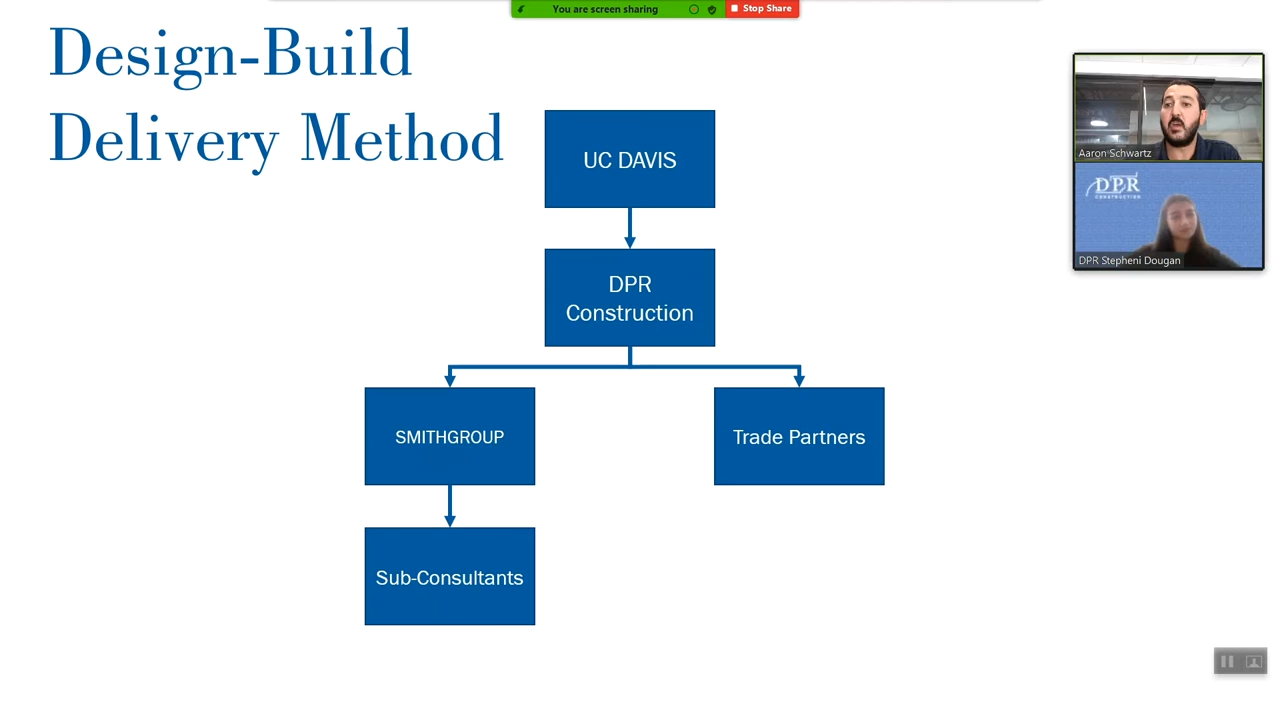 You are screen sharing
Stop Share
Design-Build
Delivery Method
UC DAVIS
DPR
Construction
SMITHGROUP
Trade Partners
Sub-Consultants
Aaron Schwartz
DPR
CONSTRUCTION
DPR Stepheni Dougan